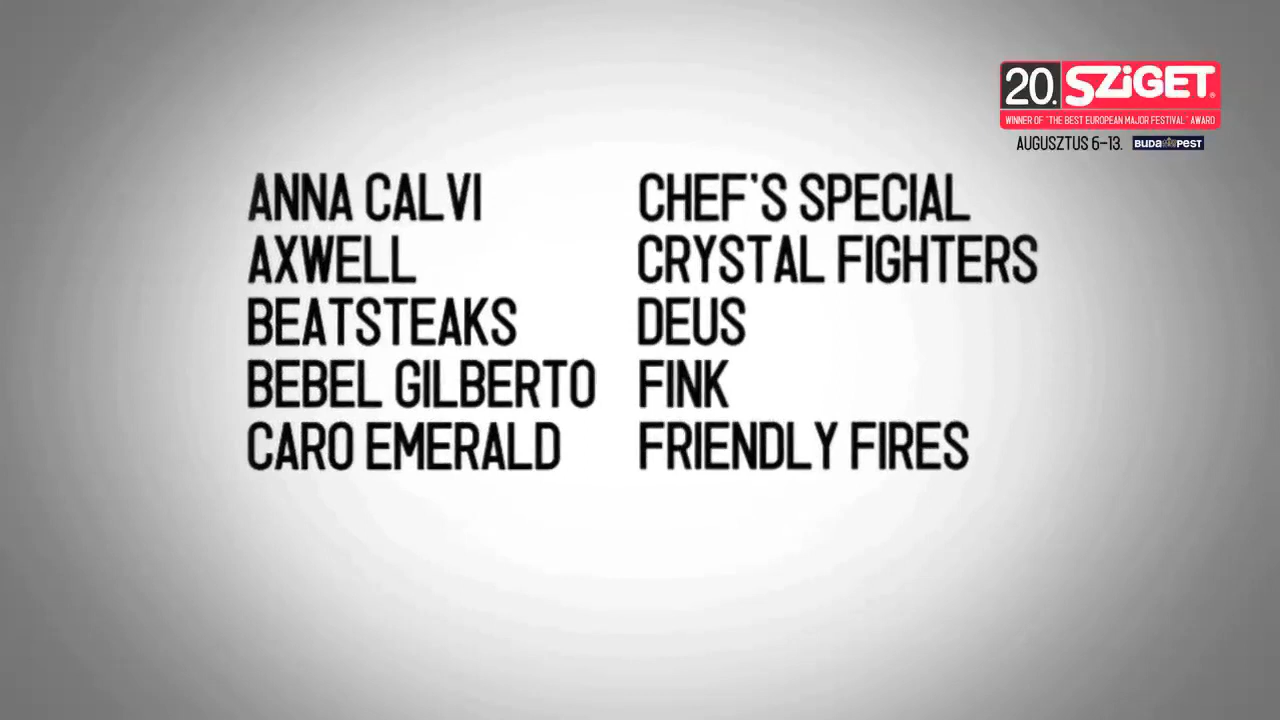 20. SZiGET
WINNER OF "THE BEST EUROPEAN MAJOR FESTIVAL" AWARD
AUGUSZTUS 6-13. BUDAPEST
ANNA CALVI
AXWELL
BEATSTEAKS
BEBEL GILBERTO
CARO EMERALD
CHEF'S SPECIAL
CRYSTAL FIGHTERS
DEUS
FINK
FRIENDLY FIRES